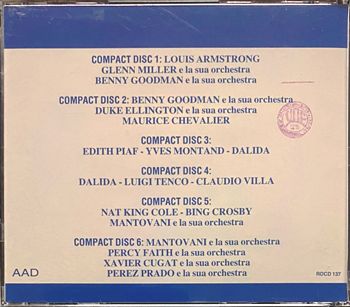 COMPACT DISC 1: LOUIS ARMSTRONG
GLENN MILLER e la sua orchestra
BENNY GOODMAN e la sua orchestra
COMPACT DISC 2: BENNY GOODMAN e la sua orchestra
DUKE ELLINGTON e la sua orchestra
MAURICE CHEVALIER
COMPACT DISC 3:
EDITH PIAF - YVES MONTAND - DALIDA
COMPACT DISC 4:
DALIDA - LUIGI TENCO - CLAUDIO VILLA
COMPACT DISC 5:
NAT KING COLE - BING CROSBY
MANTOVANI e la sua orchestra
COMPACT DISC 6: MANTOVANI e la sua orchestra
PERCY FAITH e la sua orchestra
XAVIER CUGAT e la sua orchestra
PEREZ PRADO e la sua orchestra
AAD
RDCD 137